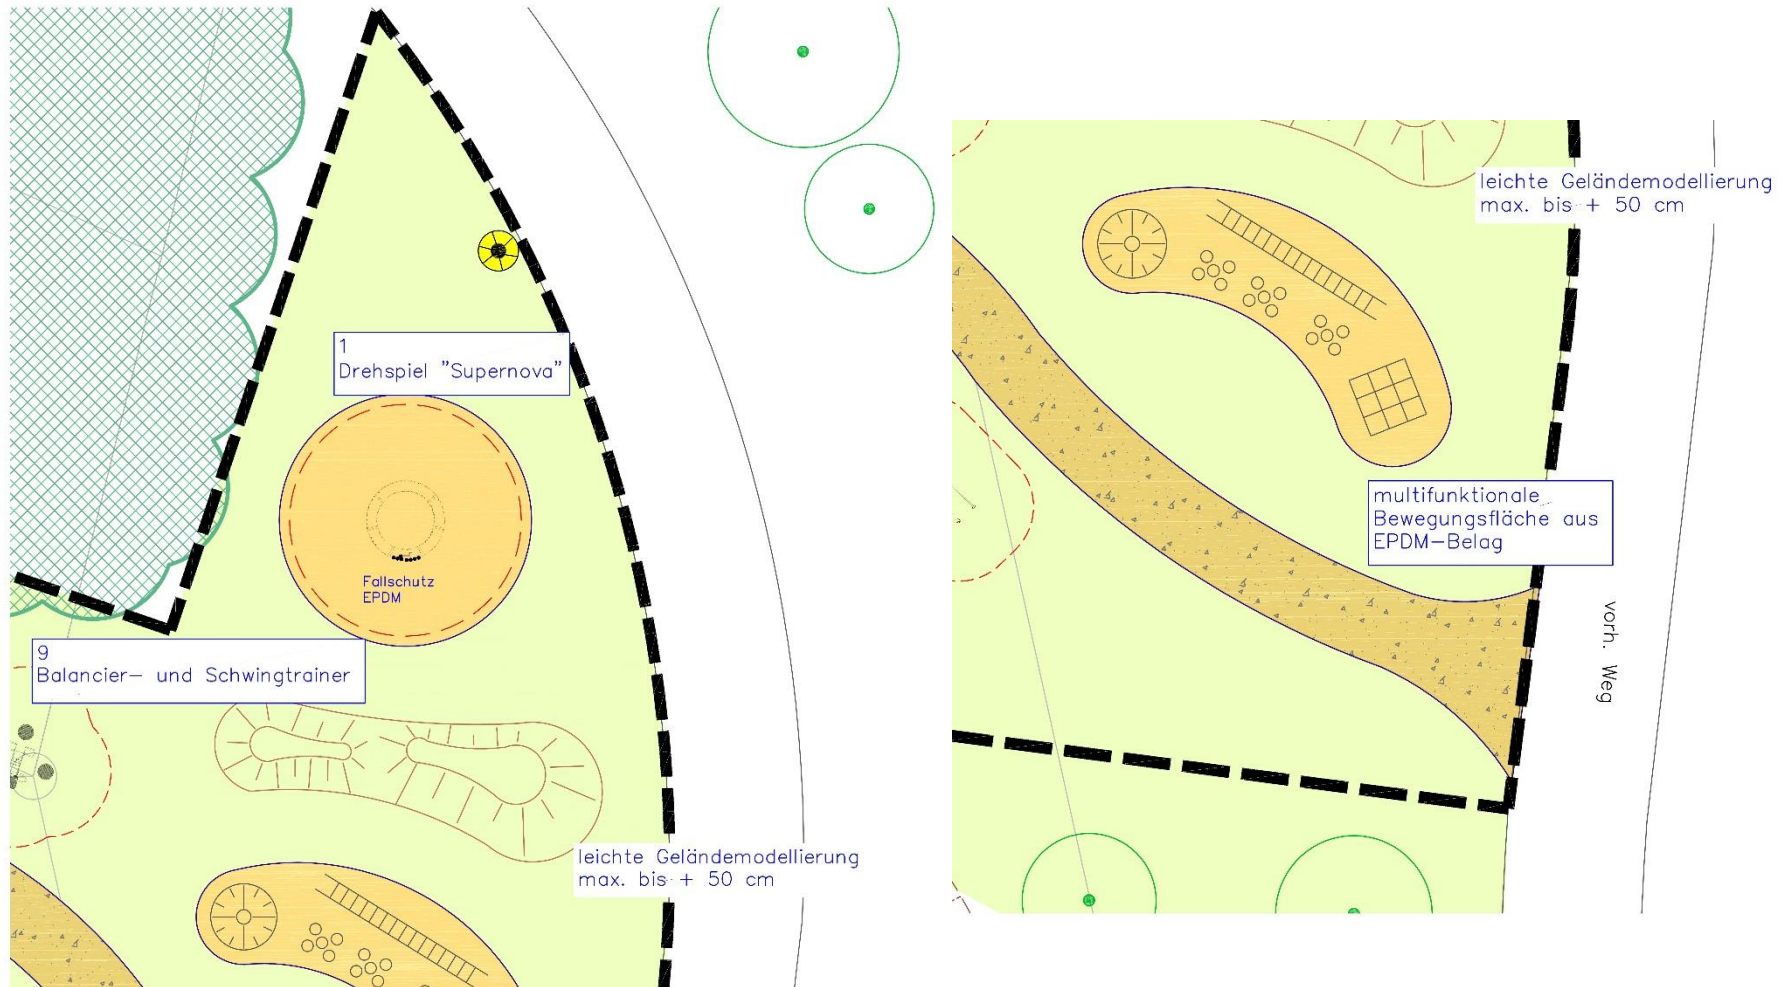 1
Drehspiel "Supernova"
Fallschutz
EPDM
9
Balancier- und Schwingtrainer
leichte Geländemodellierung
max. bis + 50 cm
leichte Geländemodellierung
max. bis + 50 cm
multifunktionale
Bewegungsfläche aus
EPDM-Belag
vorh. Weg